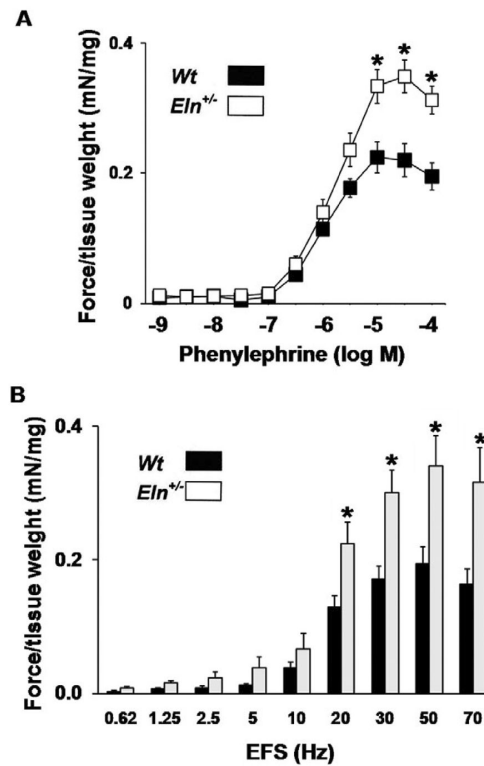 A
Force/tissue weight (mN/mg)
0.4
0.2
0
Wt
Eln+/-
* * *
-9 -8 -7 -6 -5 -4
Phenylephrine (log M)
B
Force/tissue weight (mN/mg)
0.4
0.2
0.0
Wt
Eln+/-
* * * *
0.62 1.25 2.5 5 10 20 30 50 70
EFS (Hz)